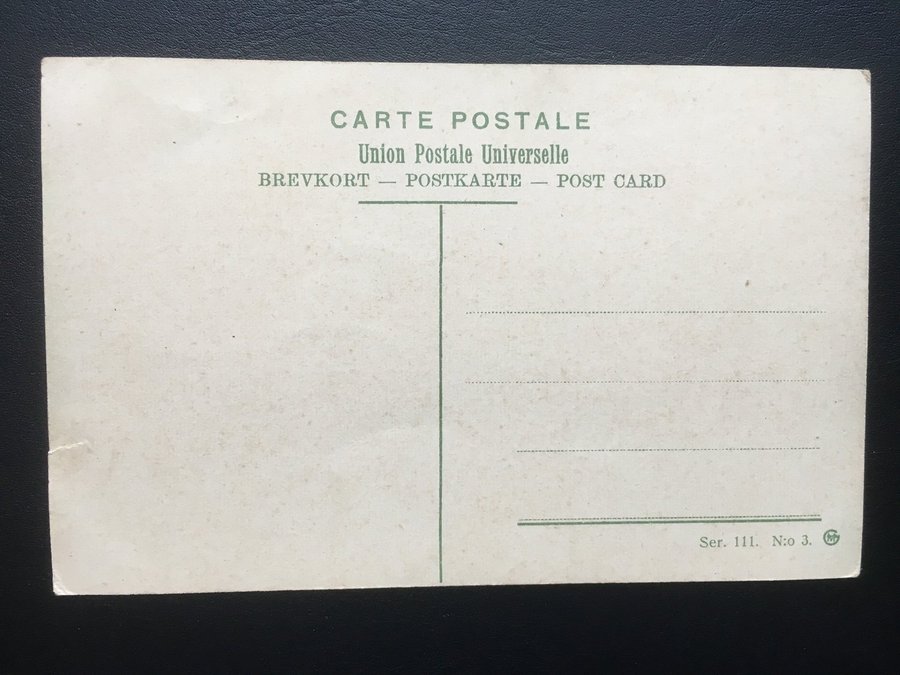 CARTE POSTALE
Union Postale Universelle
BREVKORT — POSTKARTE — POST CARD
Ser. 111. N:o 3.